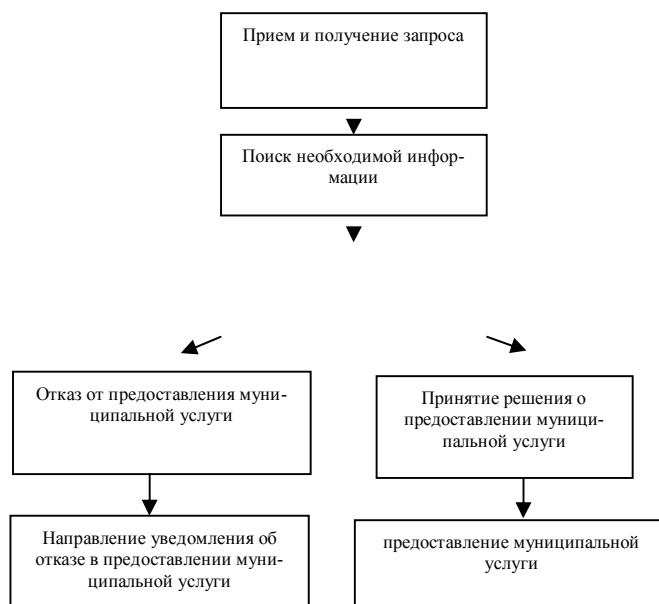 Прием и получение запроса
Поиск необходимой инфор-
мации
Отказ от предоставления муни-
ципальной услуги
Принятие решения о
предоставлении муници-
пальной услуги
Направление уведомления об
отказе в предоставлении муни-
ципальной услуги
предоставление муниципальной
услуги